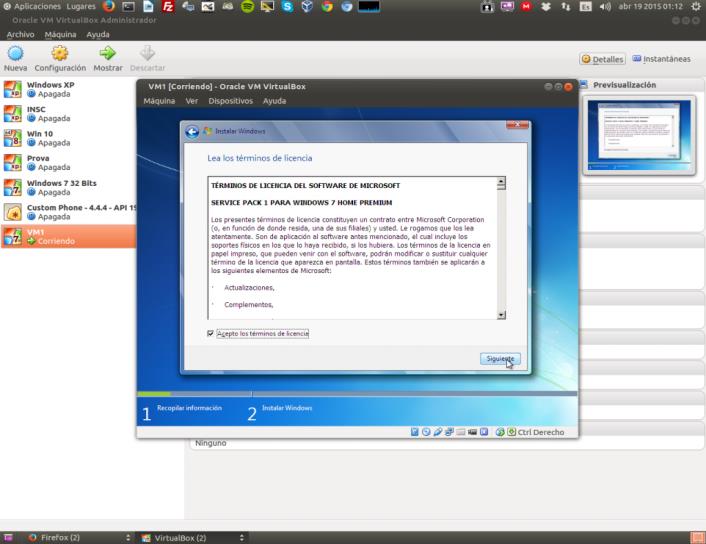 Aplicaciones Lugares
Es
abr 19 2015 01:12
Oracle VM VirtualBox Administrador
Archivo Máquina Ayuda
Nueva Configuración Mostrar Descartar
Detalles Instantáneas
Windows XP
Apagada
INSC
Apagada
Win 10
Apagada
Prova
Apagada
Windows 7 32 Bits
Apagada
Custom Phone - 4.4.4 - API 19
Apagada
VM1
Corriendo
VM1 [Corriendo] - Oracle VM VirtualBox
Máquina Ver Dispositivos Ayuda
Previsualización
Instalar Windows
Lea los términos de licencia
TÉRMINOS DE LICENCIA DEL SOFTWARE DE MICROSOFT
SERVICE PACK 1 PARA WINDOWS 7 HOME PREMIUM
Los presentes términos de licencia constituyen un contrato entre Microsoft Corporation
(o, en función de donde resida, una de sus filiales) y usted. Le rogamos que los lea
atentamente. Son de aplicación al software antes mencionado, el cual incluye los
soportes físicos en los que lo haya recibido, si los hubiera. Los términos de licencia en
papel impreso, que pueden venir con el software, podrán modificar o sustituir cualquier
término de la licencia que aparezca en pantalla. Estos términos también se aplicarán a
los siguientes elementos de Microsoft:
· Actualizaciones,
· Complementos,
Acepto los términos de licencia
Siguiente
1 Recopilar información 2 Instalar Windows
Ctrl Derecho
Ninguno
Firefox (2) VirtualBox (2)